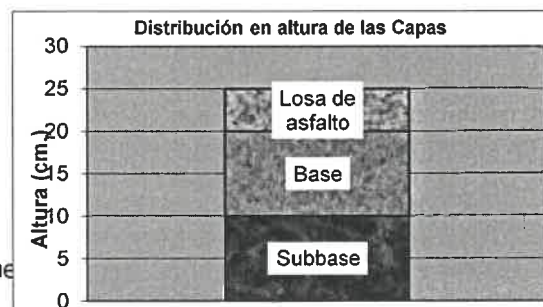 Distribución en altura de las Capas
Altura (cm)
30
25
20
15
10
5
0
Losa de
asfalto
Base
Subbase